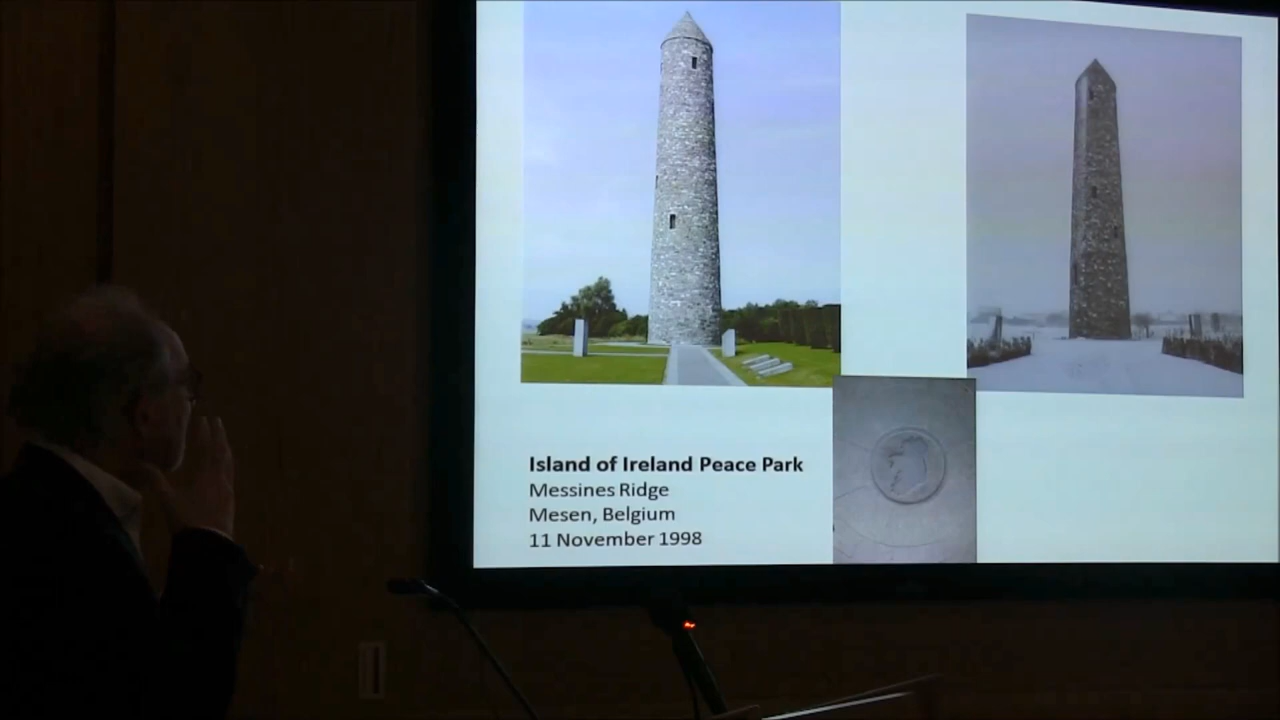 Island of Ireland Peace Park
Messines Ridge
Mesen, Belgium
11 November 1998